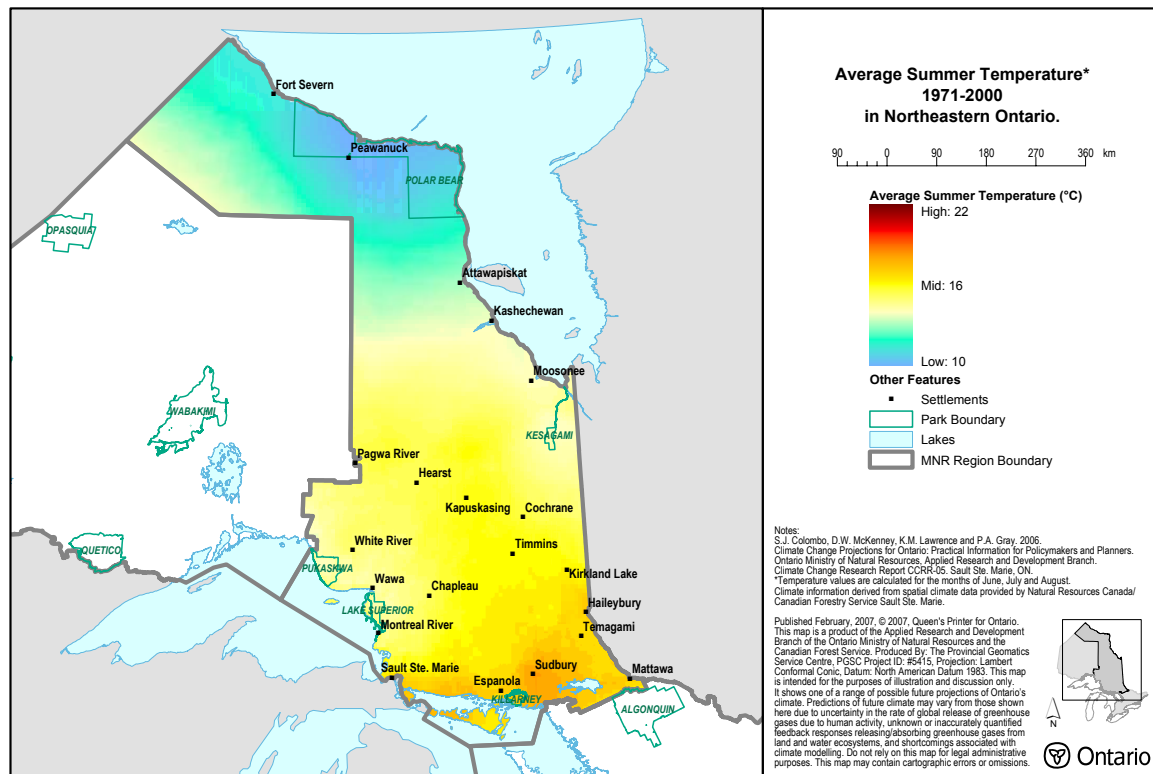 Fort Severn
Peawanuck
POLAR BEAR
OPASQUIA
Attawapiskat
Kashechewan
Moosonee
WABAKIMI
KESAGAMI
Pagwa River
Hearst
Kapuskasing
Cochrane
QUETICO
White River
Timmins
PUKASKWA
Kirkland Lake
Wawa
Chapleau
LAKE SUPERIOR
Haileybury
Montreal River
Temagami
Sault Ste. Marie
Sudbury
Mattawa
Espanola
KILLARNEY
ALGONQUIN
Average Summer Temperature*
1971-2000
in Northeastern Ontario.
90 0 90 180 270 360 km
Average Summer Temperature (°C)
High: 22
Mid: 16
Low: 10
Other Features
Settlements
Park Boundary
Lakes
MNR Region Boundary
Notes:
S.J. Colombo, D.W. McKenney, K.M. Lawrence and P.A. Gray. 2006.
Climate Change Projections for Ontario: Practical Information for Policymakers and Planners.
Ontario Ministry of Natural Resources, Applied Research and Development Branch.
Climate Change Research Report CCRR-05. Sault Ste. Marie, ON.
*Temperature values are calculated for the months of June, July and August.
Climate information derived from spatial climate data provided by Natural Resources Canada/
Canadian Forestry Service Sault Ste. Marie.
Published February, 2007, © 2007, Queen's Printer for Ontario.
This map is a product of the Applied Research and Development
Branch of the Ontario Ministry of Natural Resources and the
Canadian Forest Service. Produced By: The Provincial Geomatics
Service Centre, PGSC Project ID: #5415, Projection: Lambert
Conformal Conic, Datum: North American Datum 1983. This map
is intended for the purposes of illustration and discussion only.
It shows one of a range of possible future projections of Ontario's
climate. Predictions of future climate may vary from those shown
here due to uncertainty in the rate of global release of greenhouse
gases due to human activity, unknown or inaccurately quantified
feedback responses releasing/absorbing greenhouse gases from
land and water ecosystems, and shortcomings associated with
climate modelling. Do not rely on this map for legal administrative
purposes. This map may contain cartographic errors or omissions.
N
Ontario